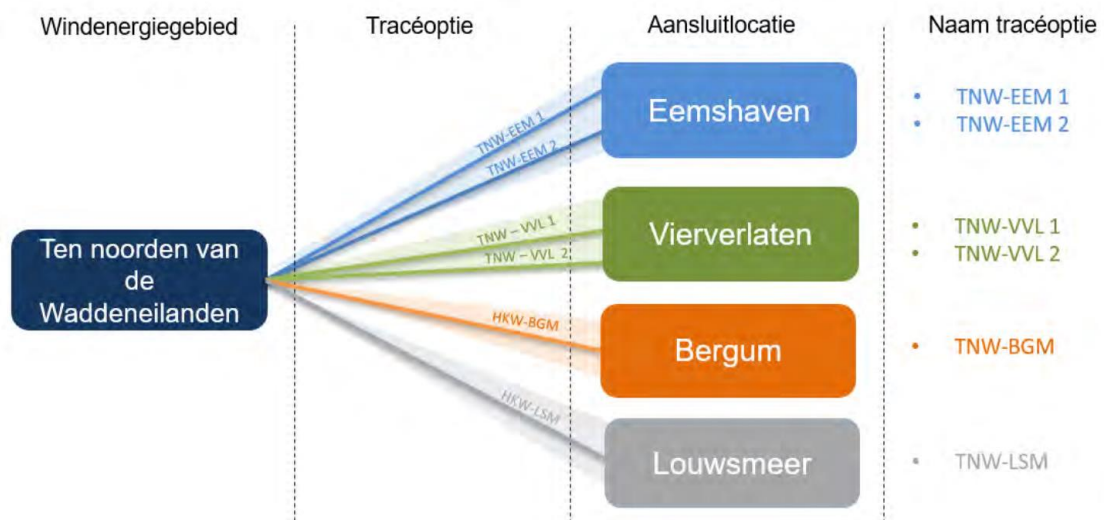 Windenergiegebied
Tracéoptie
Aansluitlocatie
Naam tracéoptie
Ten noorden van
de
Waddeneilanden
TNW-EEM 1
TNW-EEM 2
TNW – VVL 1
TNW – VVL 2
HKW-BGM
HKW-LSM
Eemshaven
Vierverlaten
Bergum
Louwsmeer
• TNW-EEM 1
• TNW-EEM 2
• TNW-VVL 1
• TNW-VVL 2
• TNW-BGM
• TNW-LSM